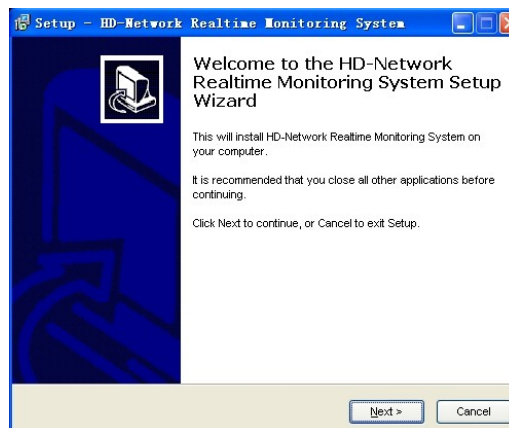 Setup - HD-Network Realtime Monitoring System
Welcome to the HD-Network
Realtime Monitoring System Setup
Wizard
This will install HD-Network Realtime Monitoring System on
your computer.
It is recommended that you close all other applications before
continuing.
Click Next to continue, or Cancel to exit Setup.
Next > Cancel